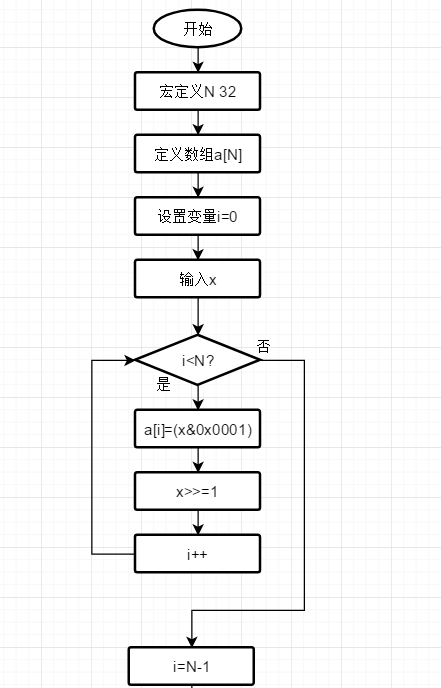 开始
宏定义N 32
定义数组a[N]
设置变量i=0
输入x
i<N?
否
是
a[i]=(x&0x0001)
x>>=1
i++
i=N-1